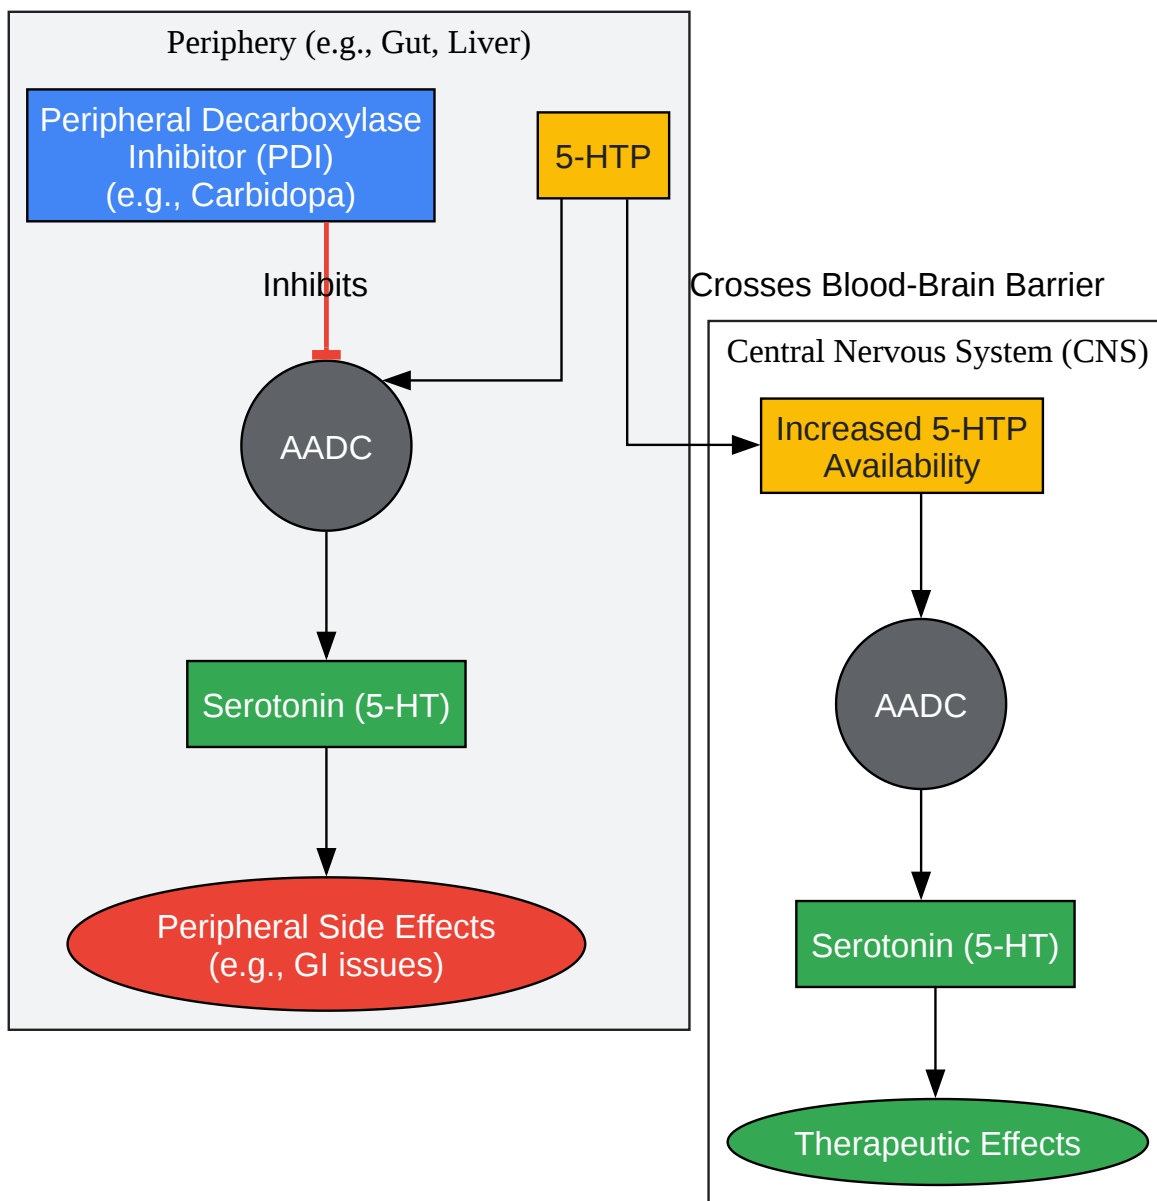 Periphery (e.g., Gut, Liver)
Peripheral Decarboxylase
Inhibitor (PDI)
(e.g., Carbidopa)
5-HTP
Inhibits
Crosses Blood-Brain Barrier
Central Nervous System (CNS)
AADC
Increased 5-HTP
Availability
Serotonin (5-HT)
AADC
Peripheral Side Effects
(e.g., GI issues)
Serotonin (5-HT)
Therapeutic Effects